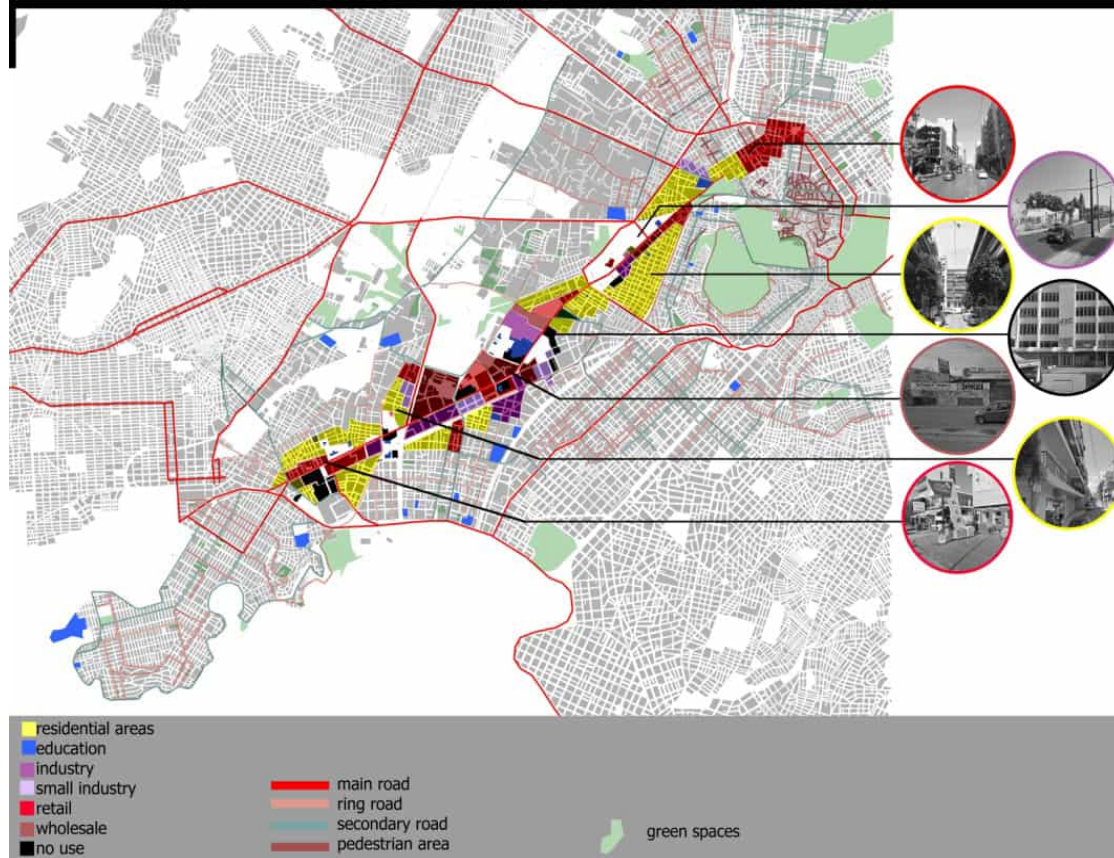 residential areas
education
industry
small industry
retail
wholesale
no use
main road
ring road
secondary road
pedestrian area
green spaces